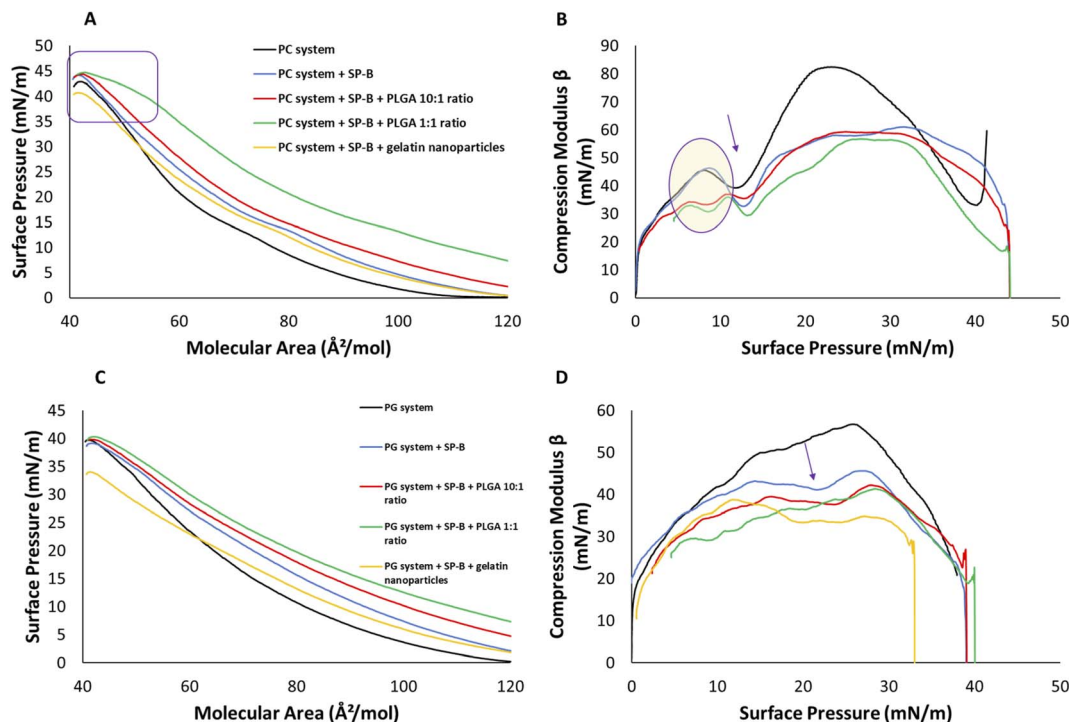 A
Surface Pressure (mN/m)
50
45
40
35
30
25
20
15
10
5
0
40
60
80
100
120
Molecular Area (Å²/mol)
PC system
PC system + SP-B
PC system + SP-B + PLGA 10:1 ratio
PC system + SP-B + PLGA 1:1 ratio
PC system + SP-B + gelatin nanoparticles
B
Compression Modulus β
(mN/m)
90
80
70
60
50
40
30
20
10
0
0
10
20
30
40
50
Surface Pressure (mN/m)
C
Surface Pressure (mN/m)
45
40
35
30
25
20
15
10
5
0
40
60
80
100
120
Molecular Area (Å²/mol)
PG system
PG system + SP-B
PG system + SP-B + PLGA 10:1
ratio
PG system + SP-B + PLGA 1:1
ratio
PG system + SP-B + gelatin
nanoparticles
D
Compression Modulus β
(mN/m)
60
50
40
30
20
10
0
0
10
20
30
40
50
Surface Pressure (mN/m)